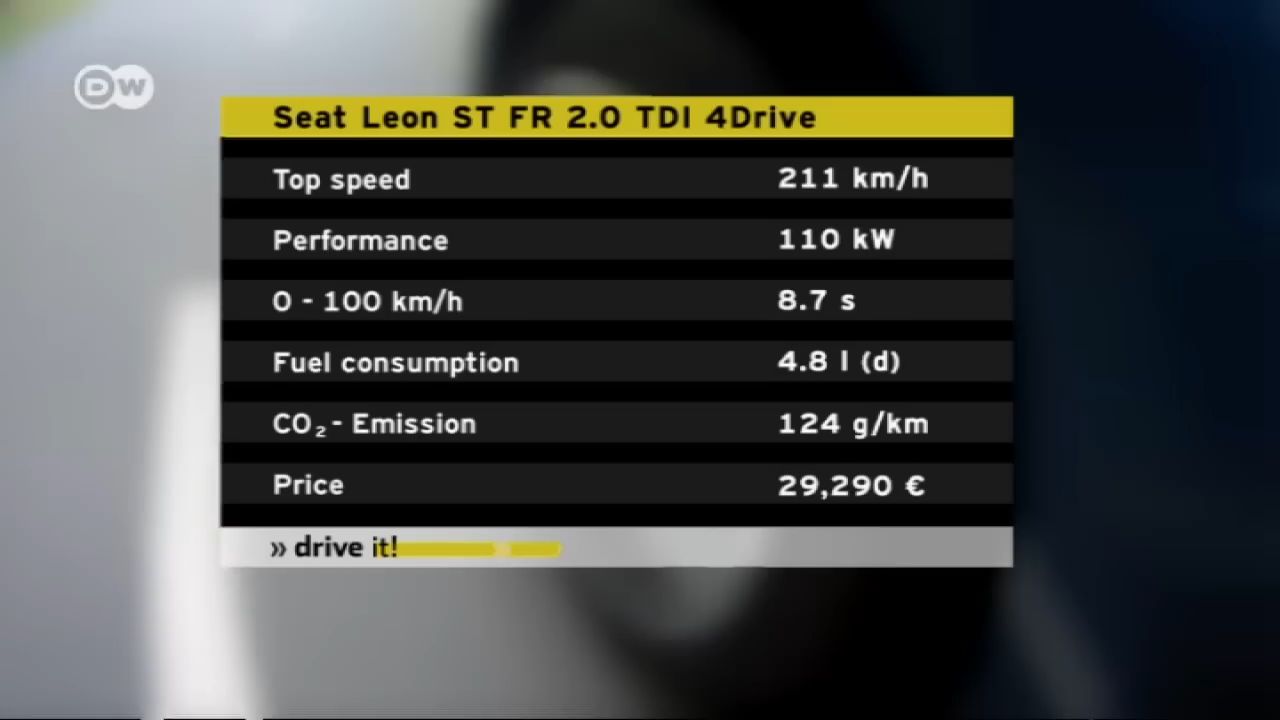 DW
Seat Leon ST FR 2.0 TDI 4Drive
Top speed 211 km/h
Performance 110 kW
0 - 100 km/h 8.7 s
Fuel consumption 4.8 l (d)
CO₂- Emission 124 g/km
Price 29,290 €
» drive it!